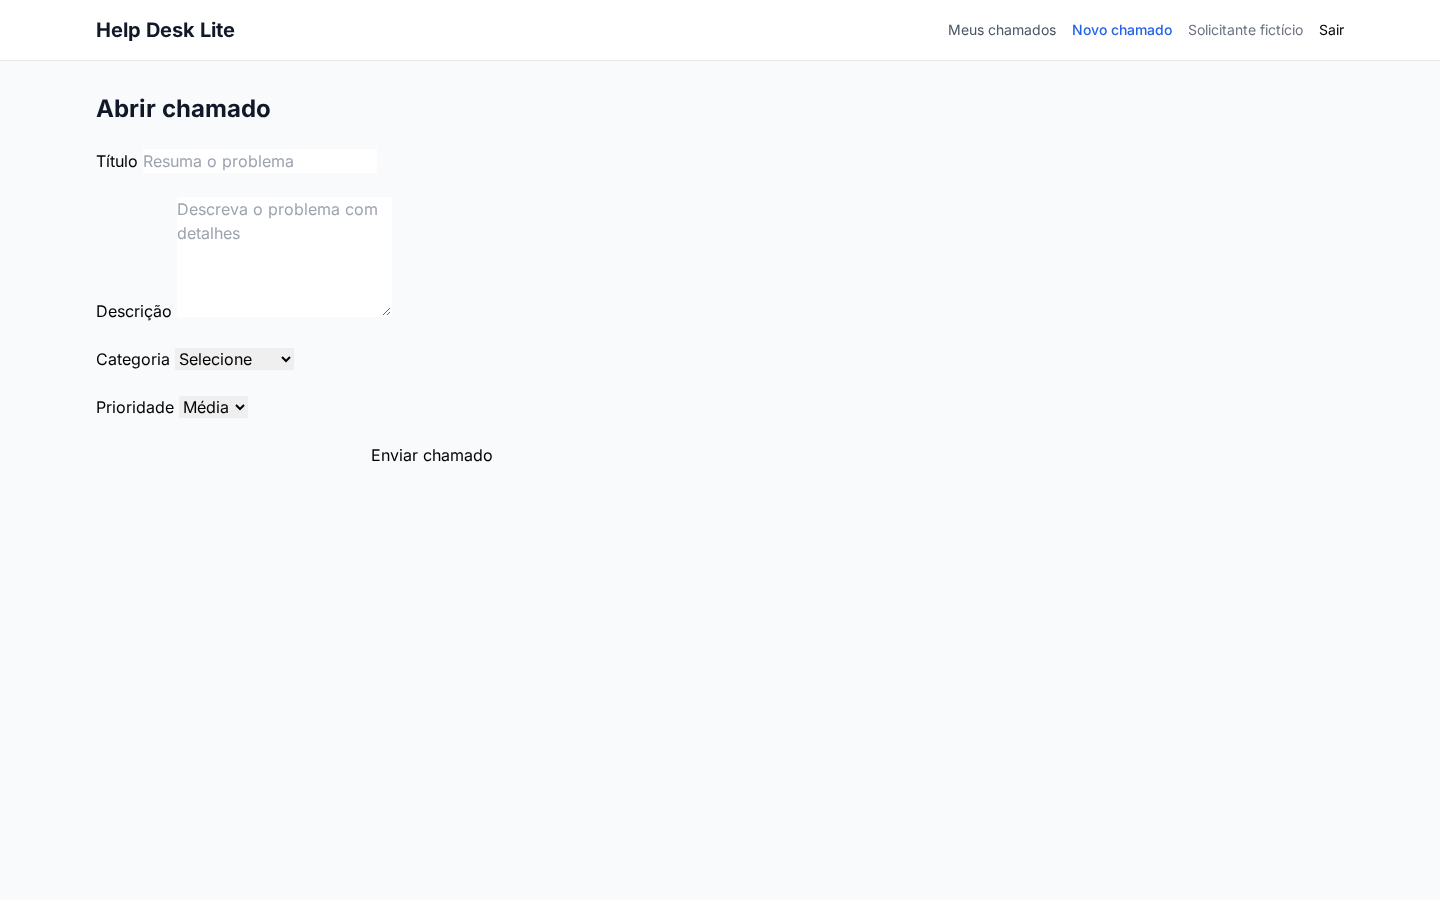 Help Desk Lite
Meus chamados Novo chamado Solicitante fictício Sair
Abrir chamado
Título Resuma o problema
Descreva o problema com
detalhes
Descrição
Categoria Selecione
Prioridade Média
Enviar chamado